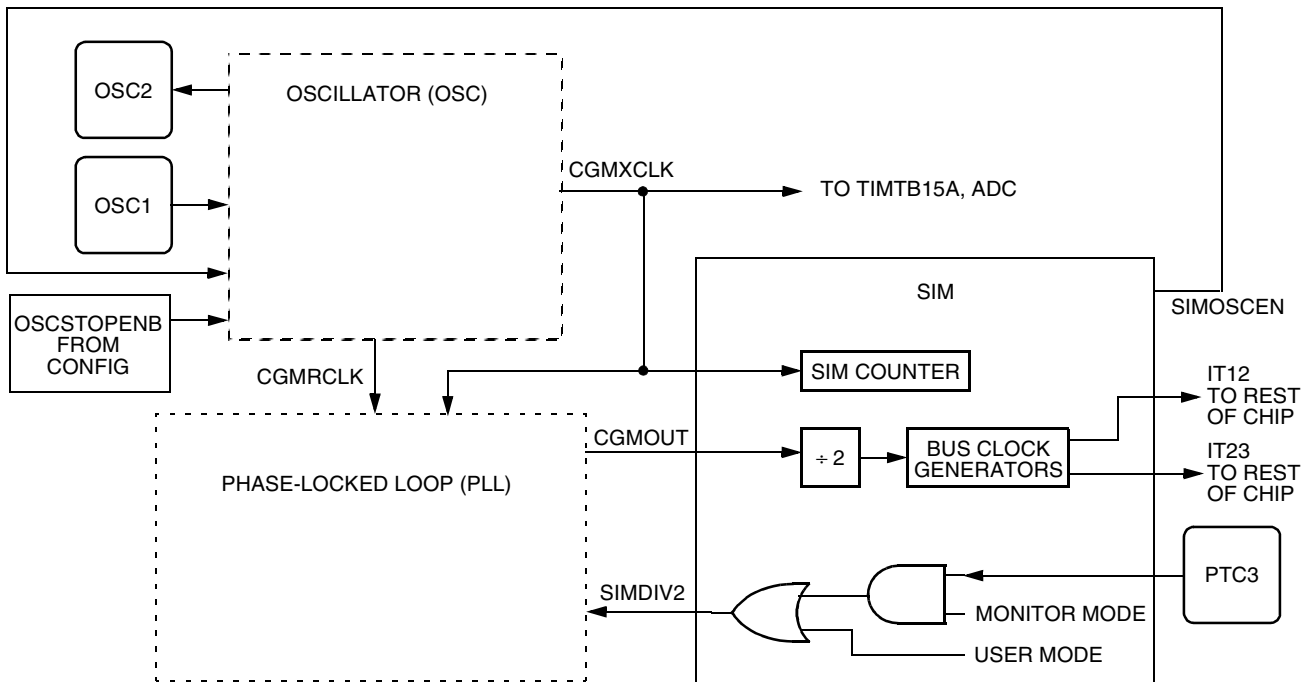 OSC2
OSCILLATOR (OSC)
CGMXCLK
OSC1
TO TIMTB15A, ADC
SIM
SIMOSCEN
OSCSTOPENB
FROM
CONFIG
CGMRCLK
SIM COUNTER
IT12
TO REST
OF CHIP
CGMOUT
÷ 2
BUS CLOCK
GENERATORS
IT23
TO REST
OF CHIP
PHASE-LOCKED LOOP (PLL)
SIMDIV2
PTC3
MONITOR MODE
USER MODE